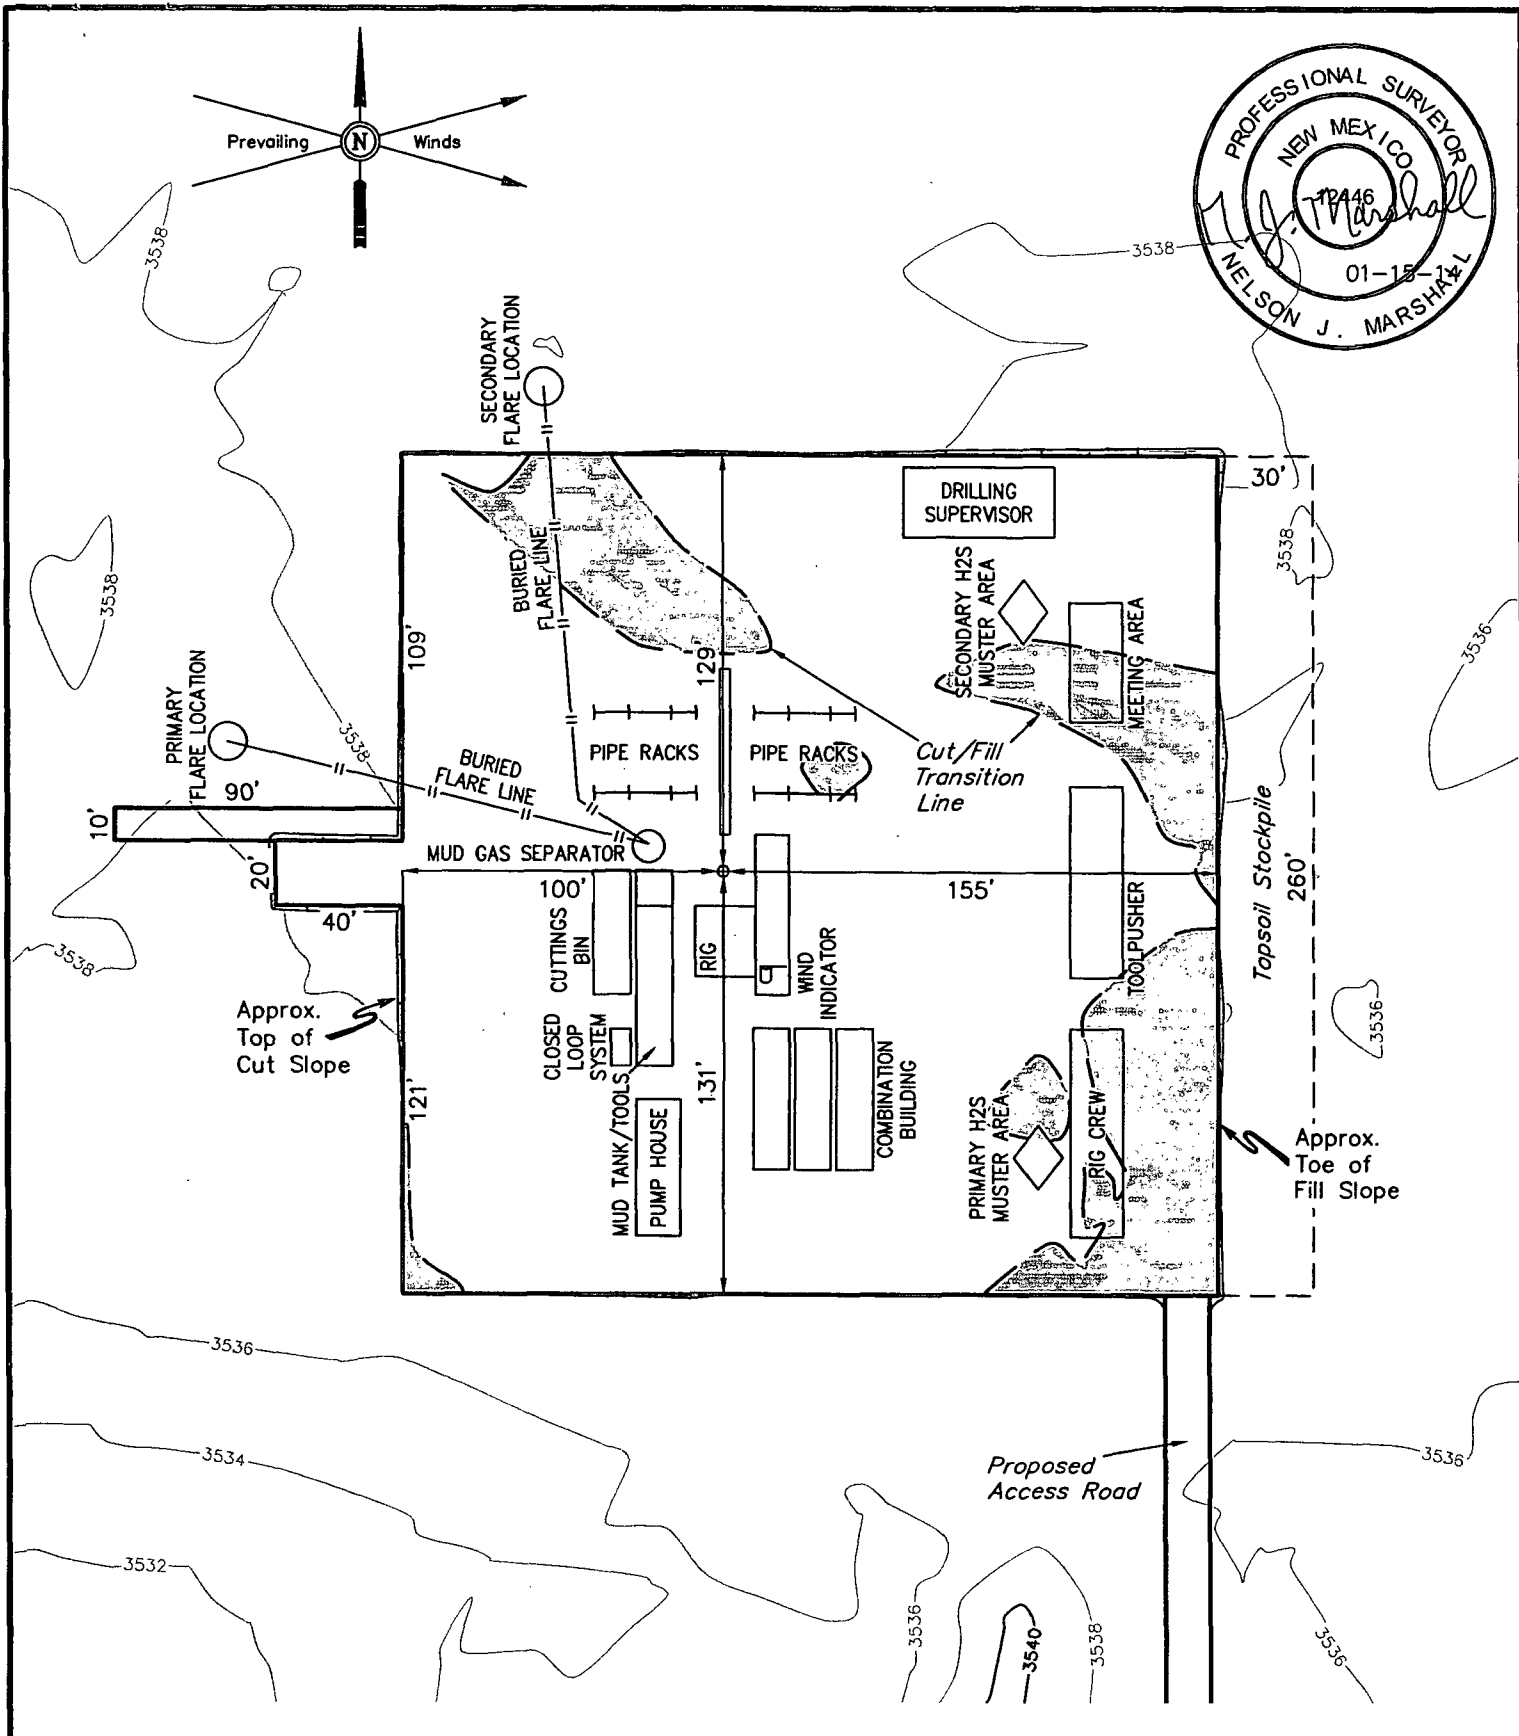 Prevailing
N
Winds
PROFESSIONAL SURVEYOR
NEW MEXICO
12446
N. J. Marshall
01-15-14
NELSON J. MARSHALL
3538
3538
SECONDARY
FLARE LOCATION
30'
DRILLING
SUPERVISOR
3538
3538
BURIED
FLARE LINE
SECONDARY H2S
MUSTER AREA
MEETING AREA
3536
109'
129'
PRIMARY
FLARE LOCATION
3538
90'
10'
BURIED
FLARE LINE
PIPE RACKS
PIPE RACKS
Cut/Fill
Transition
Line
Topsoil Stockpile
260'
MUD GAS SEPARATOR
20'
40'
100'
155'
3538
CUTTINGS
BIN
RIG
WIND
INDICATOR
TOOLPUSHER
3536
Approx.
Top of
Cut Slope
CLOSED
LOOP
SYSTEM
121'
131'
MUD TANK/TOOLS
PUMP HOUSE
COMBINATION
BUILDING
PRIMARY H2S
MUSTER AREA
RIG CREW
Approx.
Toe of
Fill Slope
3536
3534
3532
Proposed
Access Road
3536
3536
3540
3538
3536